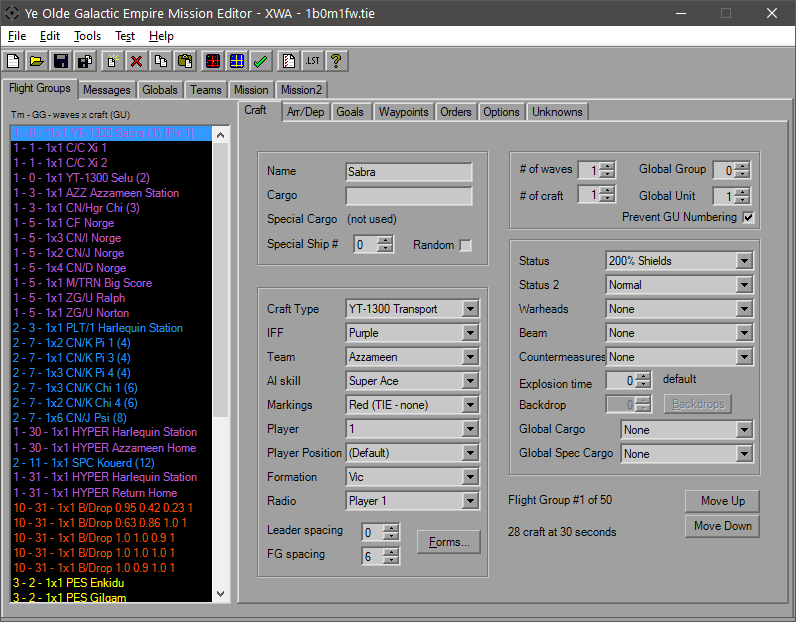 Ye Olde Galactic Empire Mission Editor - XWA - 1b0m1fw.tie
File Edit Tools Test Help
.LST
Flight Groups Messages Globals Teams Mission Mission2
Tm - GG - waves x craft (GU)
1 - 0 - *1x1 YT-1300 Sabra (1) [Plr 1]
1 - 1 - 1x1 C/C Xi 1
1 - 1 - 1x1 C/C Xi 2
1 - 0 - 1x1 YT-1300 Selu (2)
1 - 3 - 1x1 AZZ Azzameen Station
1 - 3 - 1x1 CN/Hgr Chi (3)
1 - 5 - 1x1 CF Norge
1 - 5 - 1x3 CN/I Norge
1 - 5 - 1x2 CN/J Norge
1 - 5 - 1x4 CN/D Norge
1 - 5 - 1x1 M/TRN Big Score
1 - 5 - 1x1 ZG/U Ralph
1 - 5 - 1x1 ZG/U Norton
2 - 3 - 1x1 PLT/1 Harlequin Station
2 - 7 - 1x2 CN/K Pi 1 (4)
2 - 7 - 1x1 CN/K Pi 3 (4)
2 - 7 - 1x1 CN/K Pi 4 (4)
2 - 7 - 1x3 CN/K Chi 1 (6)
2 - 7 - 1x2 CN/K Chi 4 (6)
2 - 7 - 1x6 CN/J Psi (8)
1 - 30 - 1x1 HYPER Harlequin Station
1 - 30 - 1x1 HYPER Azzameen Home
2 - 11 - 1x1 SPC Kouerd (12)
1 - 31 - 1x1 HYPER Harlequin Station
1 - 31 - 1x1 HYPER Return Home
10 - 31 - 1x1 B/Drop 0.95 0.42 0.23 1
10 - 31 - 1x1 B/Drop 0.63 0.86 1.0 1
10 - 31 - 1x1 B/Drop 1.0 1.0 0.9 1
10 - 31 - 1x1 B/Drop 1.0 1.0 1.0 1
10 - 31 - 1x1 B/Drop 1.0 0.9 1.0 1
3 - 2 - 1x1 PES Enkidu
3 - 2 - 1x1 PES Gilgam
Craft Arr/Dep Goals Waypoints Orders Options Unknowns
Name Sabra
Cargo
Special Cargo (not used)
Special Ship # 0 Random
Craft Type YT-1300 Transport
IFF Purple
Team Azzameen
AI skill Super Ace
Markings Red (TIE - none)
Player 1
Player Position (Default)
Formation Vic
Radio Player 1
Leader spacing 0
FG spacing 6
Forms...
# of waves 1 Global Group 0
# of craft 1 Global Unit 1
Prevent GU Numbering
Status 200% Shields
Status 2 Normal
Warheads None
Beam None
Countermeasures None
Explosion time 0 default
Backdrop 0 Backdrops
Global Cargo None
Global Spec Cargo None
Flight Group #1 of 50 Move Up
28 craft at 30 seconds Move Down